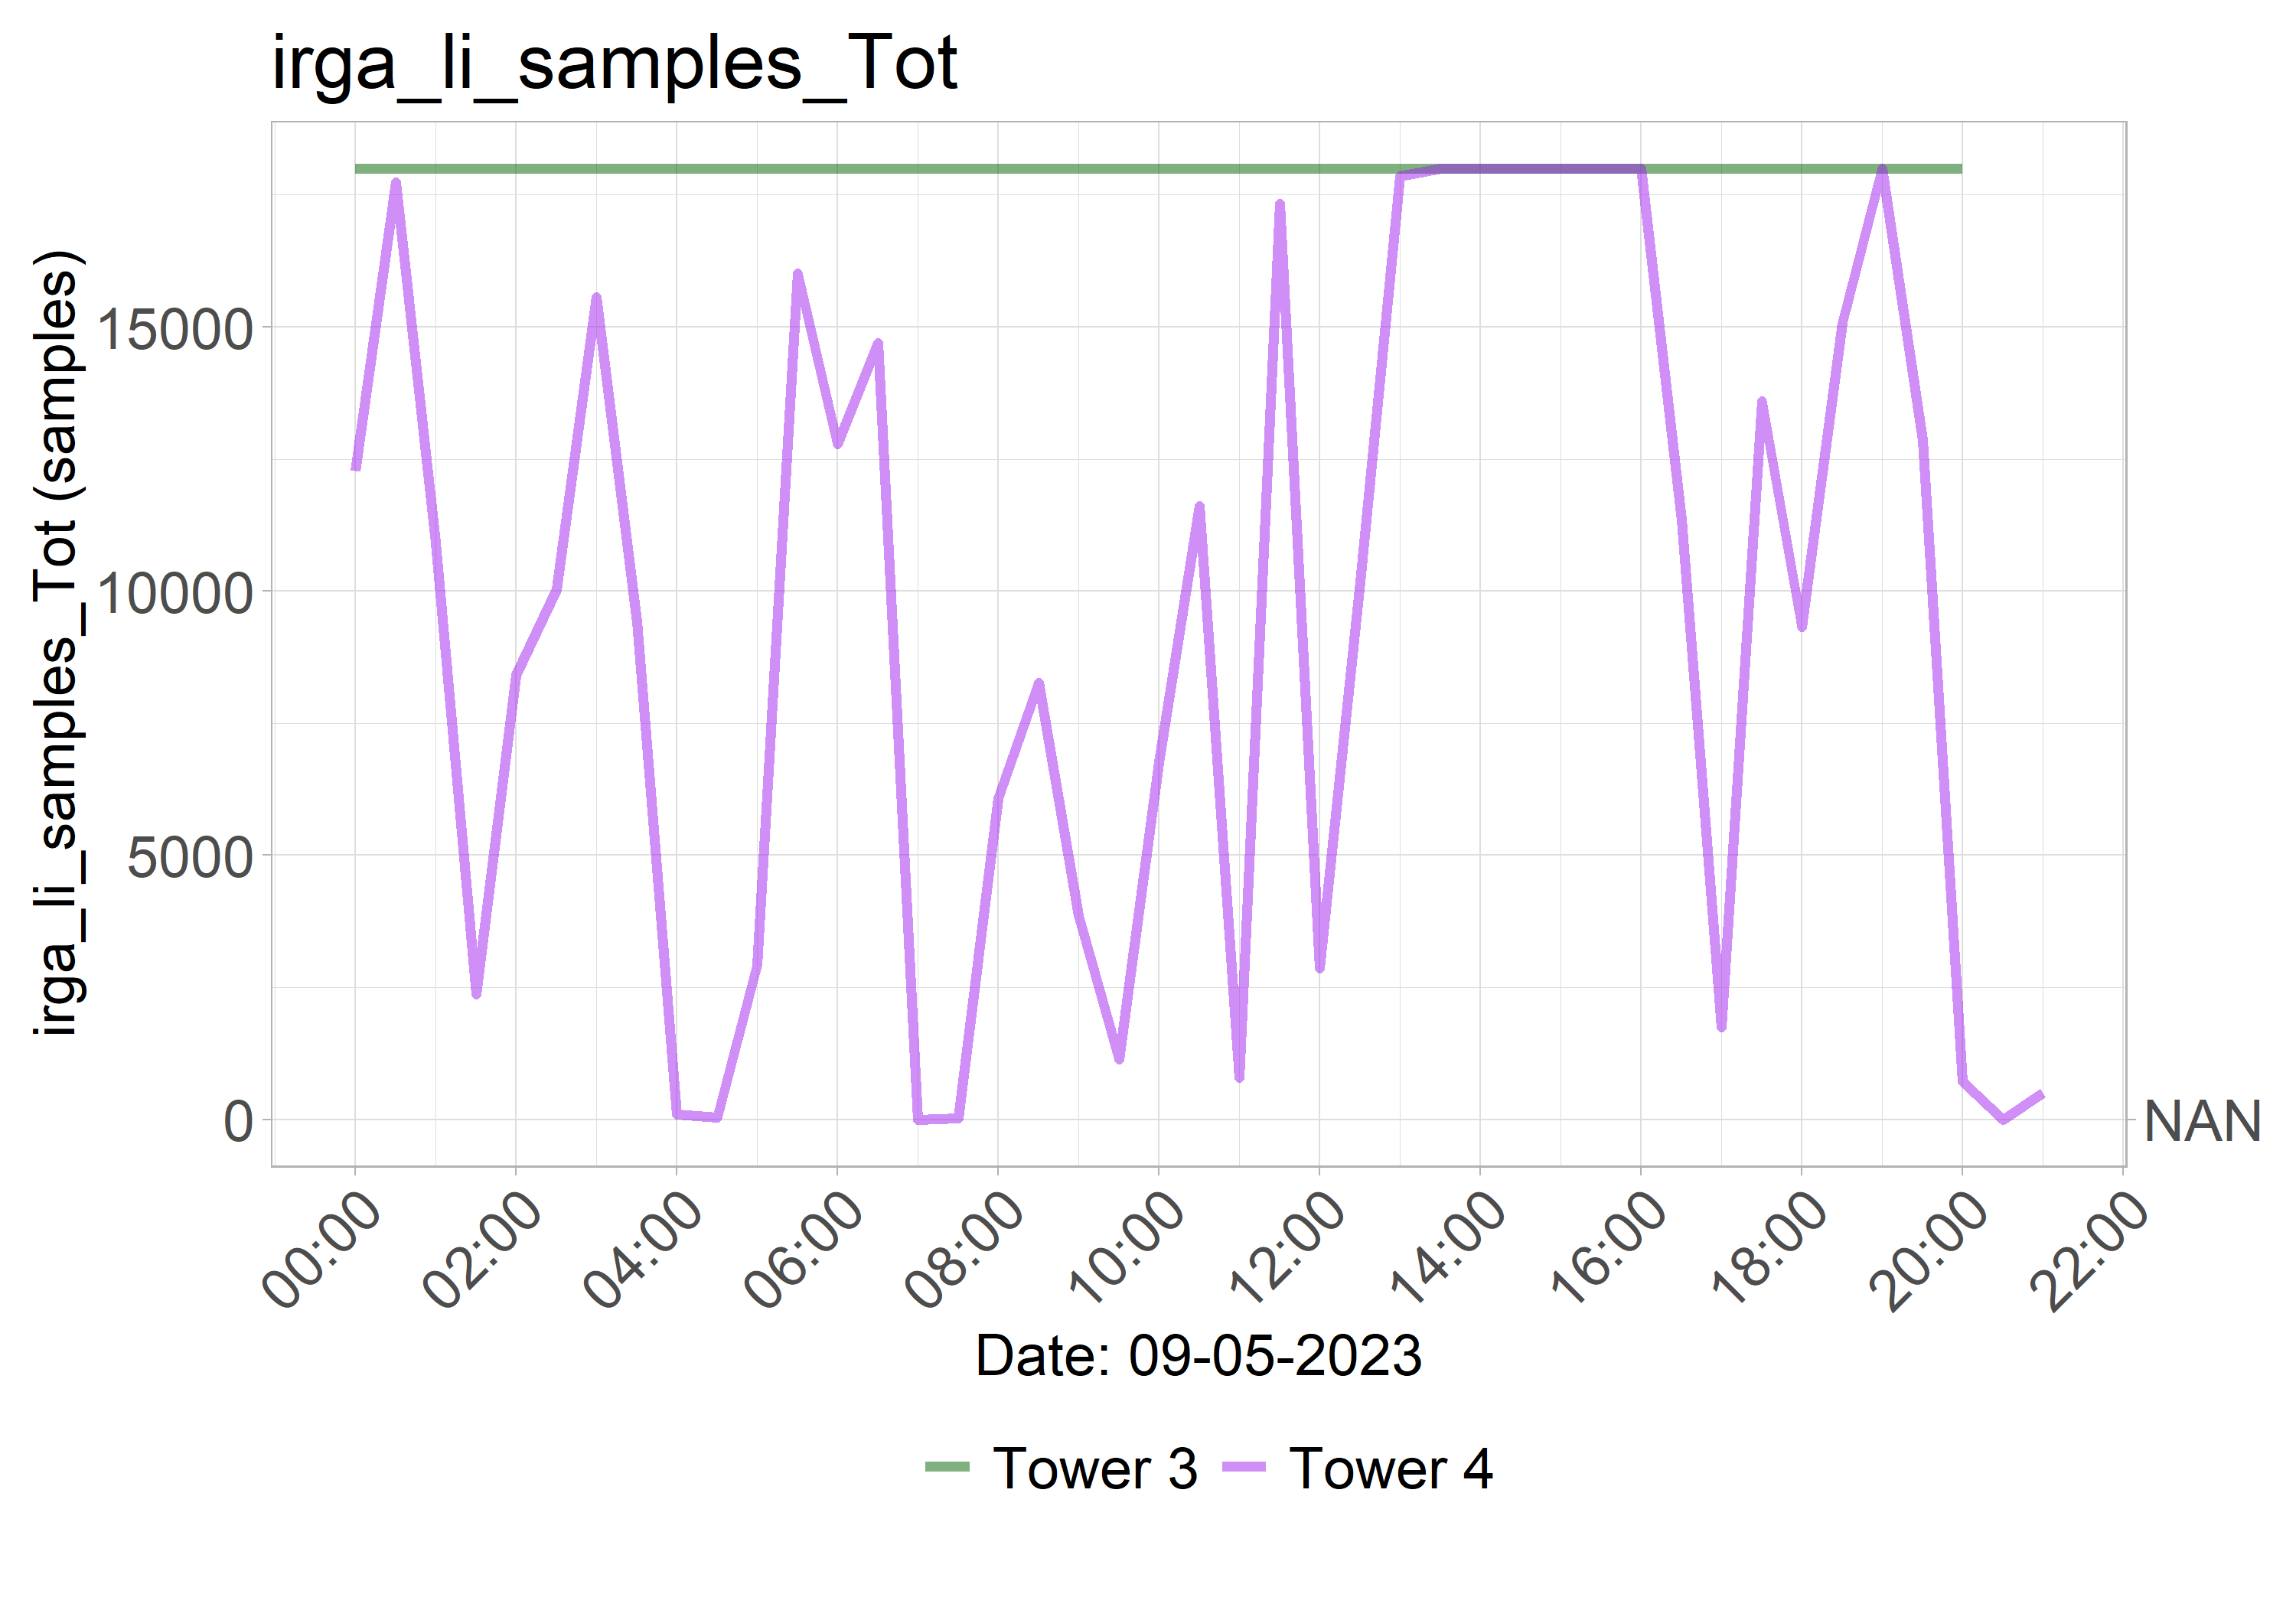 irga_li_samples_Tot
irga_li_samples_Tot (samples)
15000
10000
5000
0
NAN
00:00
02:00
04:00
06:00
08:00
10:00
12:00
14:00
16:00
18:00
20:00
22:00
Date: 09-05-2023
Tower 3
Tower 4